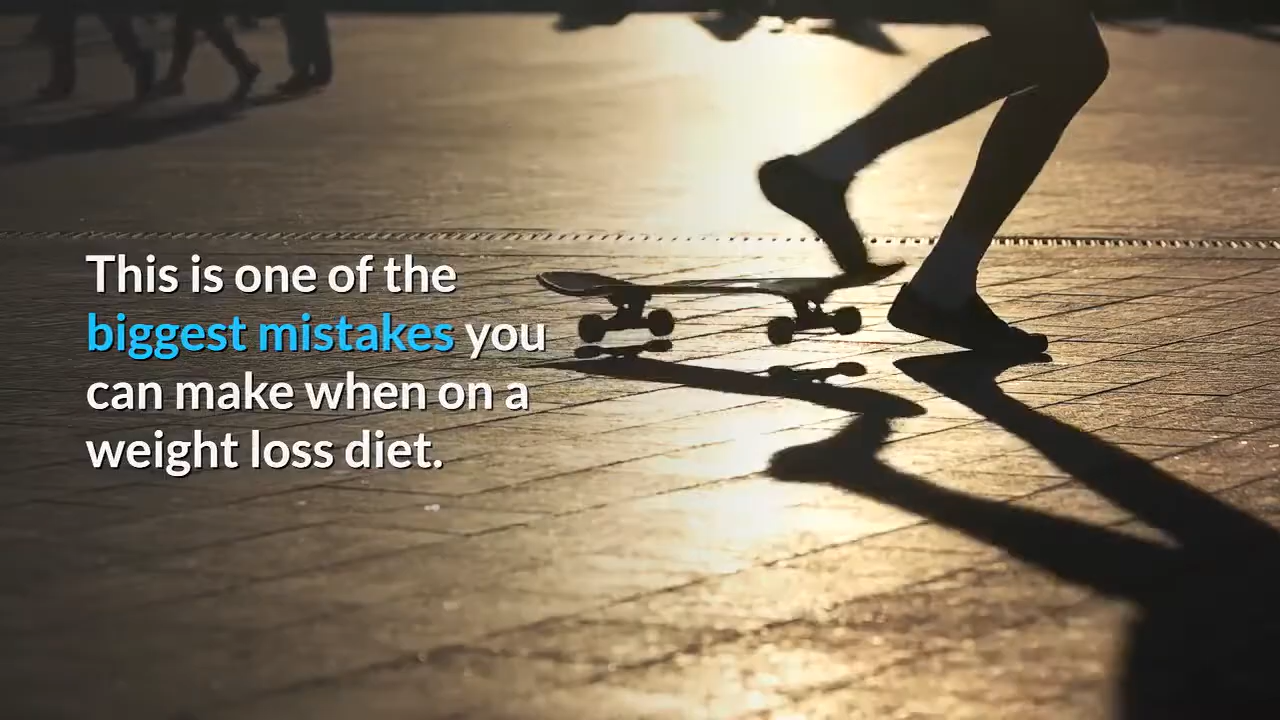 This is one of the
biggest mistakes you
can make when on a
weight loss diet.